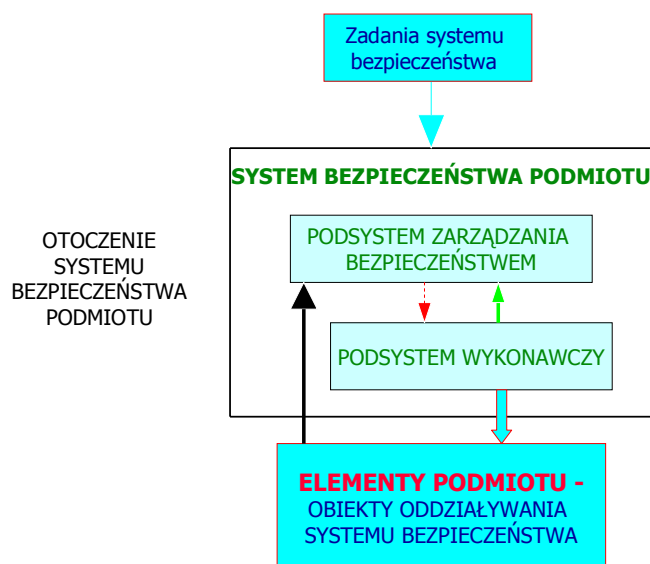 Zadania systemu
bezpieczeństwa
SYSTEM BEZPIECZEŃSTWA PODMIOTU
OTOCZENIE
SYSTEMU
BEZPIECZEŃSTWA
PODMIOTU
PODSYSTEM ZARZĄDZANIA
BEZPIECZEŃSTWEM
PODSYSTEM WYKONAWCZY
ELEMENTY PODMIOTU -
OBIEKTY ODDZIAŁYWANIA
SYSTEMU BEZPIECZEŃSTWA